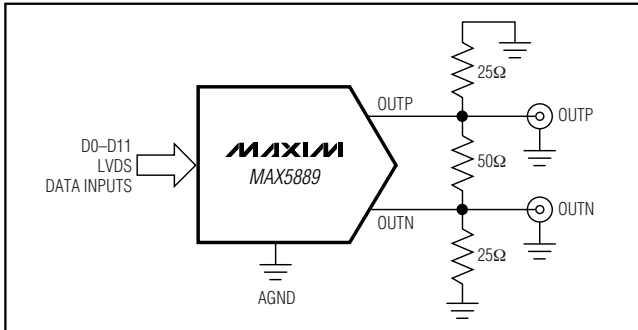 25Ω
OUTP
OUTP
D0–D11
LVDS
DATA INPUTS
MAXIM
MAX5889
50Ω
OUTN
OUTN
25Ω
AGND